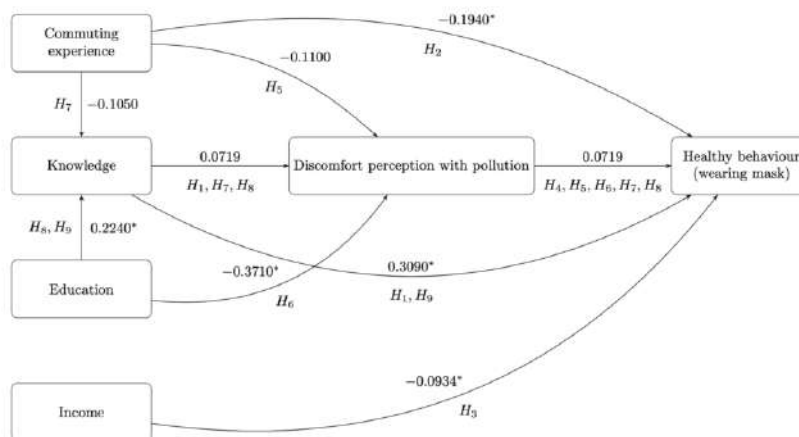 Commuting
experience
−0.1940*
H₂
−0.1100
H₅
H₇ −0.1050
Knowledge
0.0719
H₁, H₇, H₈
Discomfort perception with pollution
0.0719
H₄, H₅, H₆, H₇, H₈
Healthy behaviour
(wearing mask)
H₈, H₉ 0.2240*
−0.3710*
H₆
0.3090*
H₁, H₉
Education
−0.0934*
H₃
Income